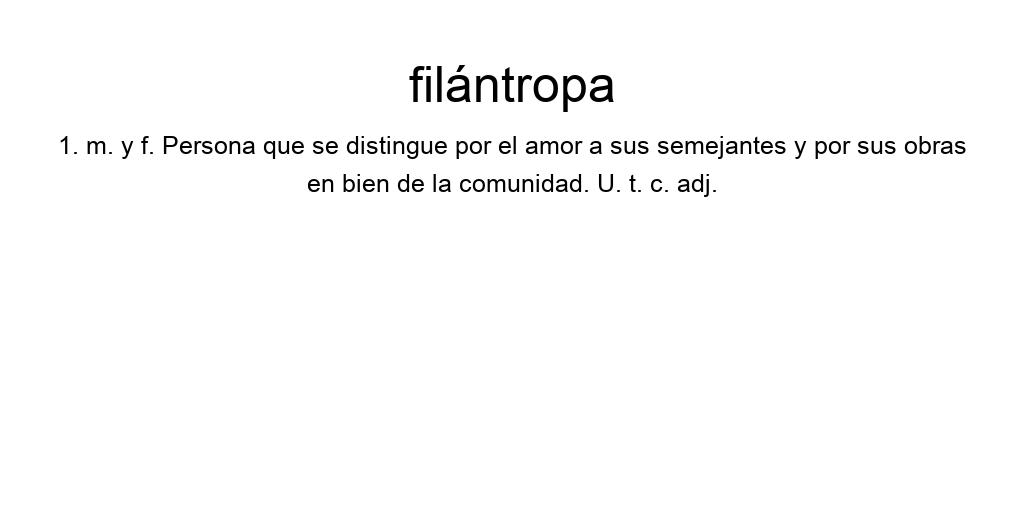 filántropa
1. m. y f. Persona que se distingue por el amor a sus semejantes y por sus obras
en bien de la comunidad. U. t. c. adj.